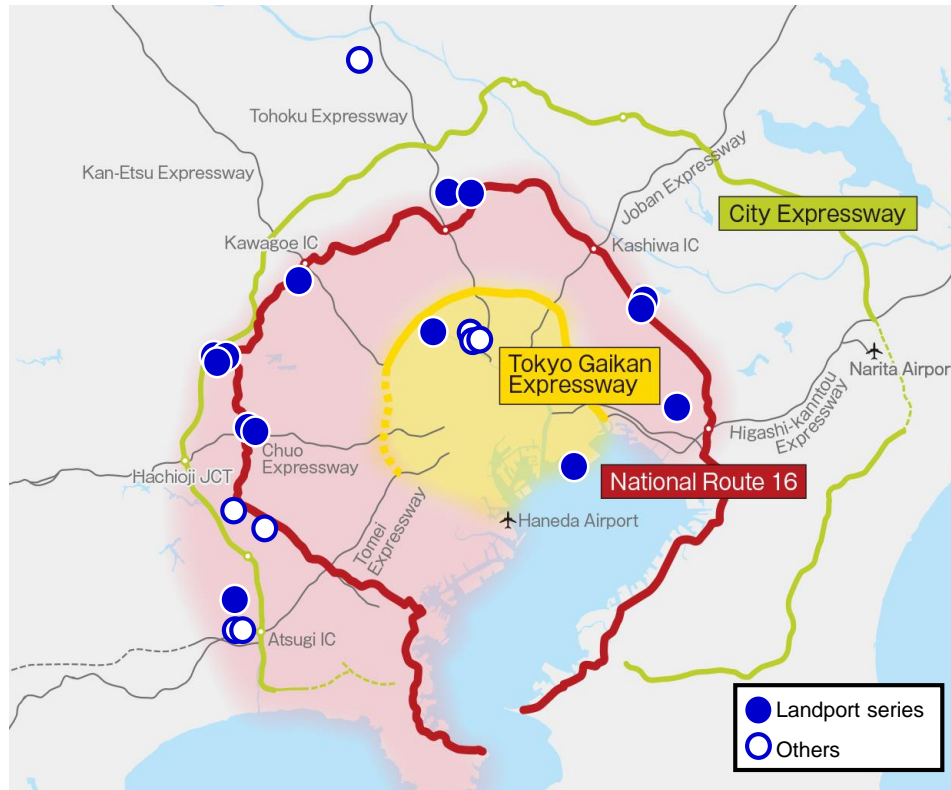 Tohoku Expressway
Kan-Etsu Expressway
Joban Expressway
City Expressway
Kawagoe IC
Kashiwa IC
Tokyo Gaikan
Expressway
Narita Airport
Higashi-kanntou
Expressway
Chuo
Expressway
Hachioji JCT
National Route 16
Tomei
Expressway
Haneda Airport
Atsugi IC
Landport series
Others